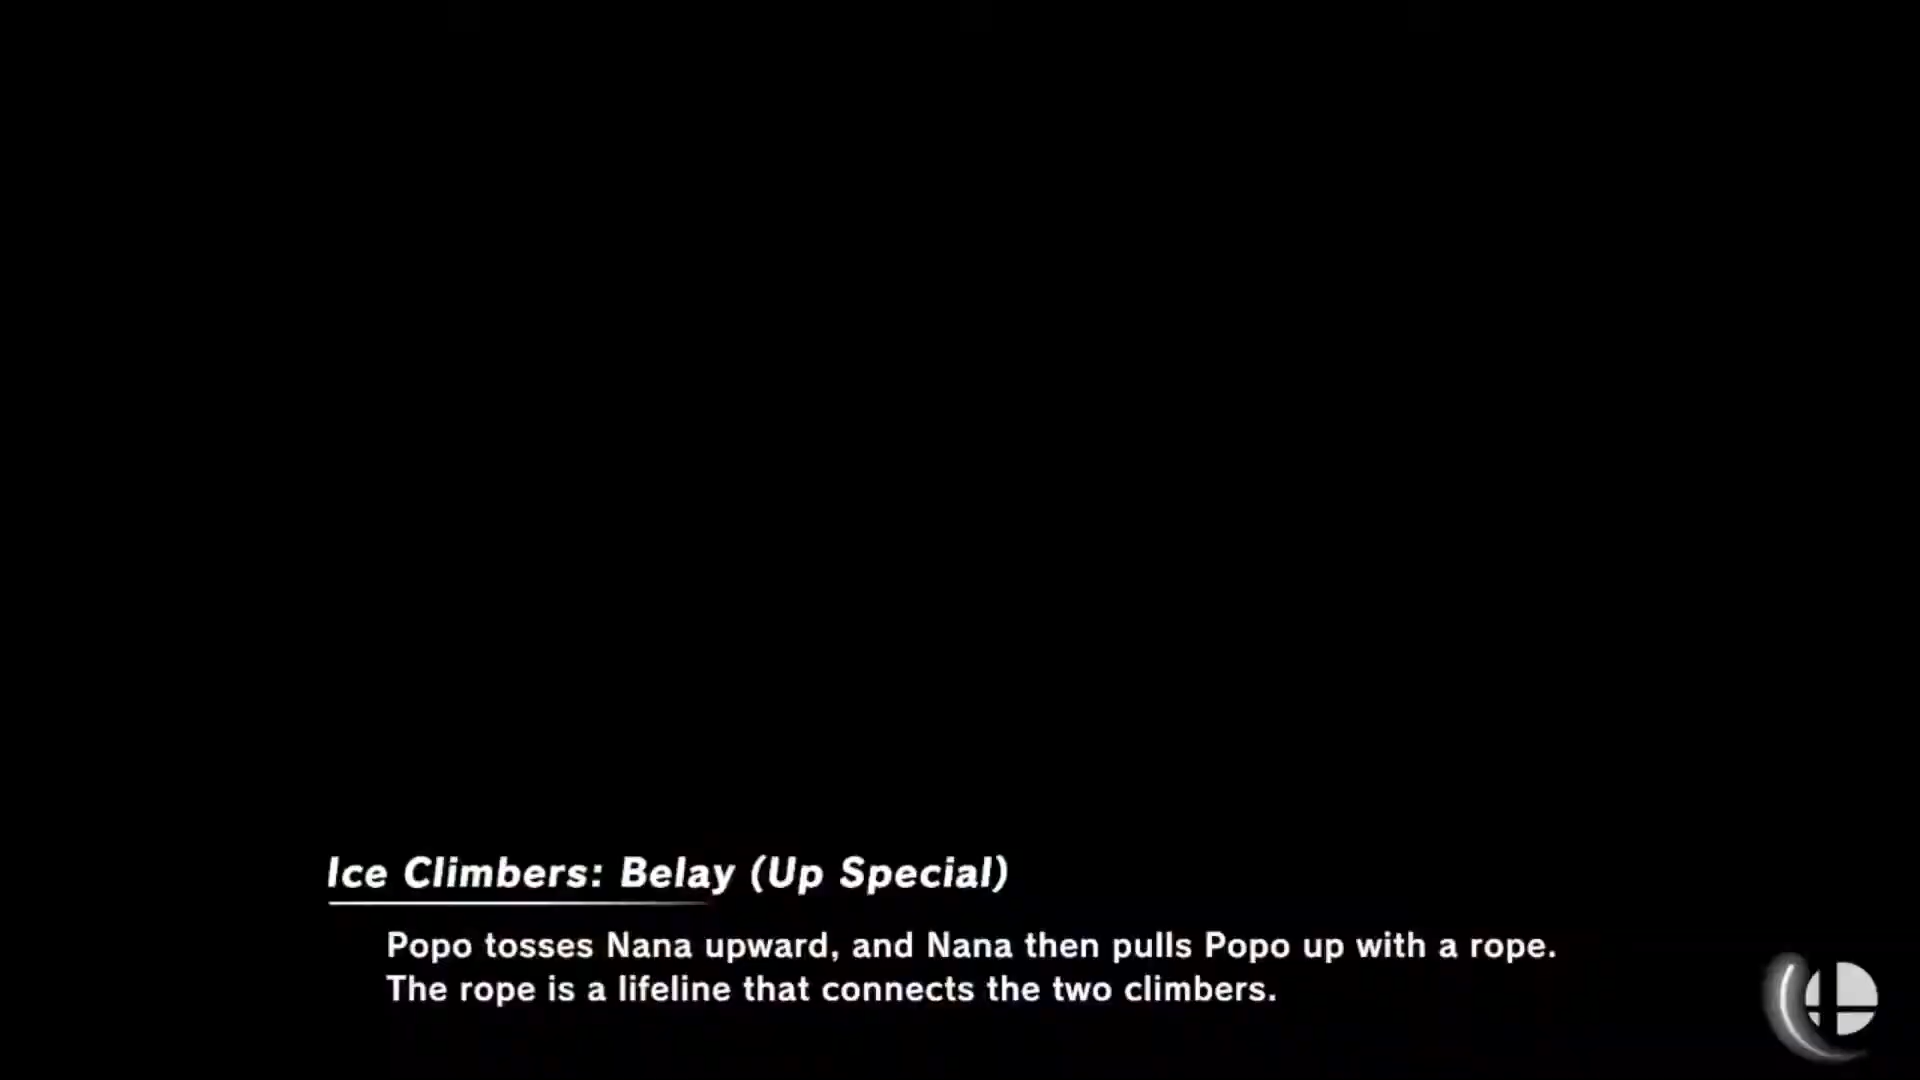 Ice Climbers: Belay (Up Special)
Popo tosses Nana upward, and Nana then pulls Popo up with a rope.
The rope is a lifeline that connects the two climbers.